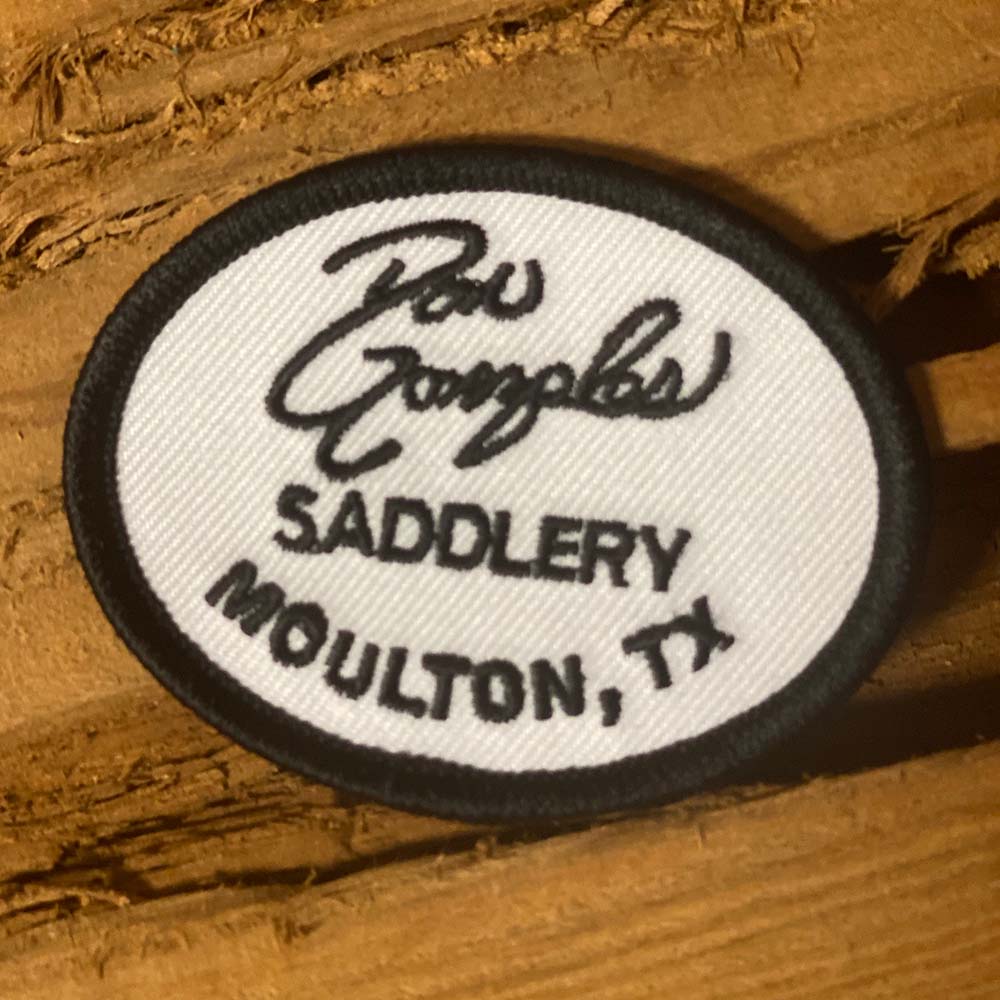 Don
Gonzales
SADDLERY
MOULTON, TX